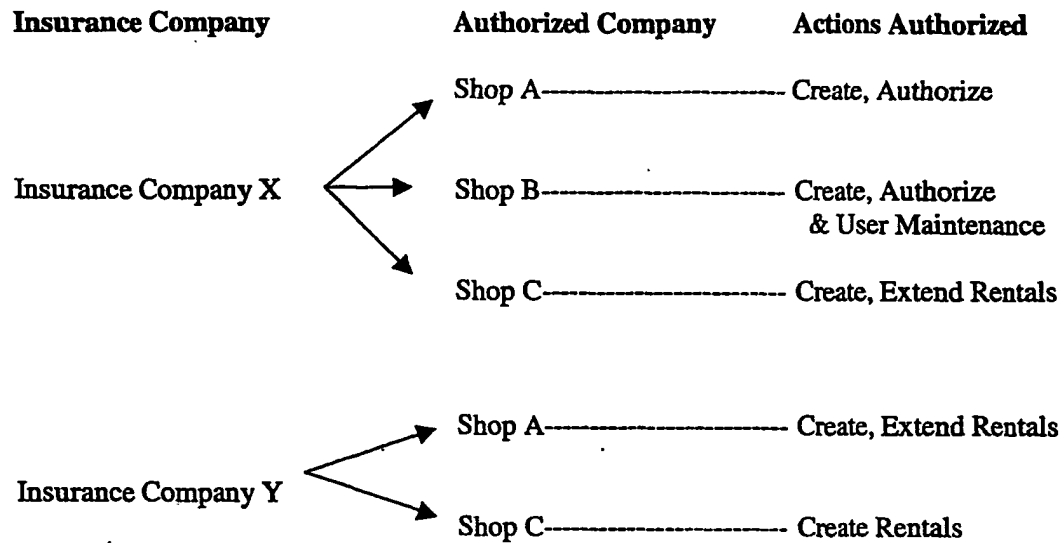 Insurance Company Authorized Company Actions Authorized
Shop A Create, Authorize
Insurance Company X Shop B Create, Authorize
& User Maintenance
Shop C Create, Extend Rentals
Shop A Create, Extend Rentals
Insurance Company Y
Shop C Create Rentals